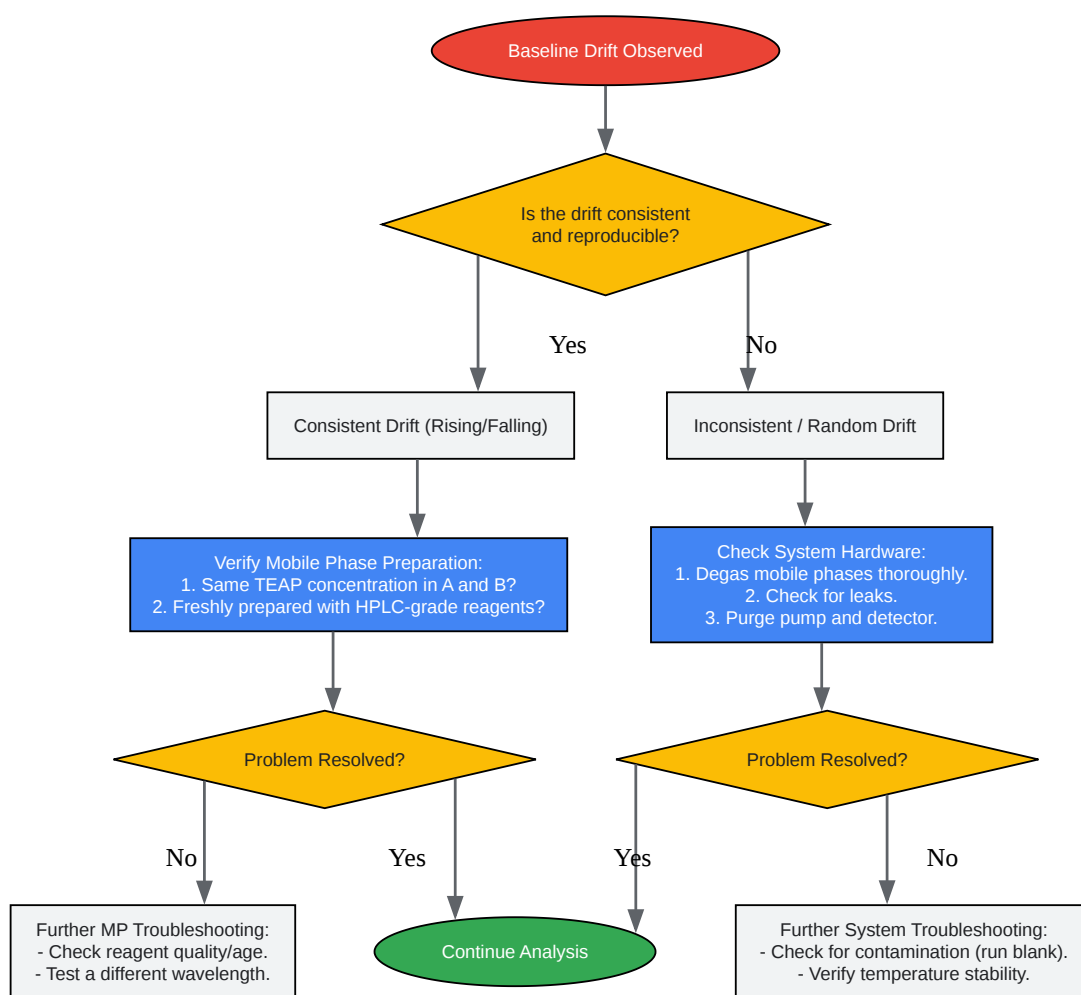 Baseline Drift Observed
Is the drift consistent
and reproducible?
Yes
No
Consistent Drift (Rising/Falling)
Inconsistent / Random Drift
Verify Mobile Phase Preparation:
1. Same TEAP concentration in A and B?
2. Freshly prepared with HPLC-grade reagents?
Check System Hardware:
1. Degas mobile phases thoroughly.
2. Check for leaks.
3. Purge pump and detector.
Problem Resolved?
Problem Resolved?
No
Yes
Yes
No
Further MP Troubleshooting:
- Check reagent quality/age.
- Test a different wavelength.
Continue Analysis
Further System Troubleshooting:
- Check for contamination (run blank).
- Verify temperature stability.